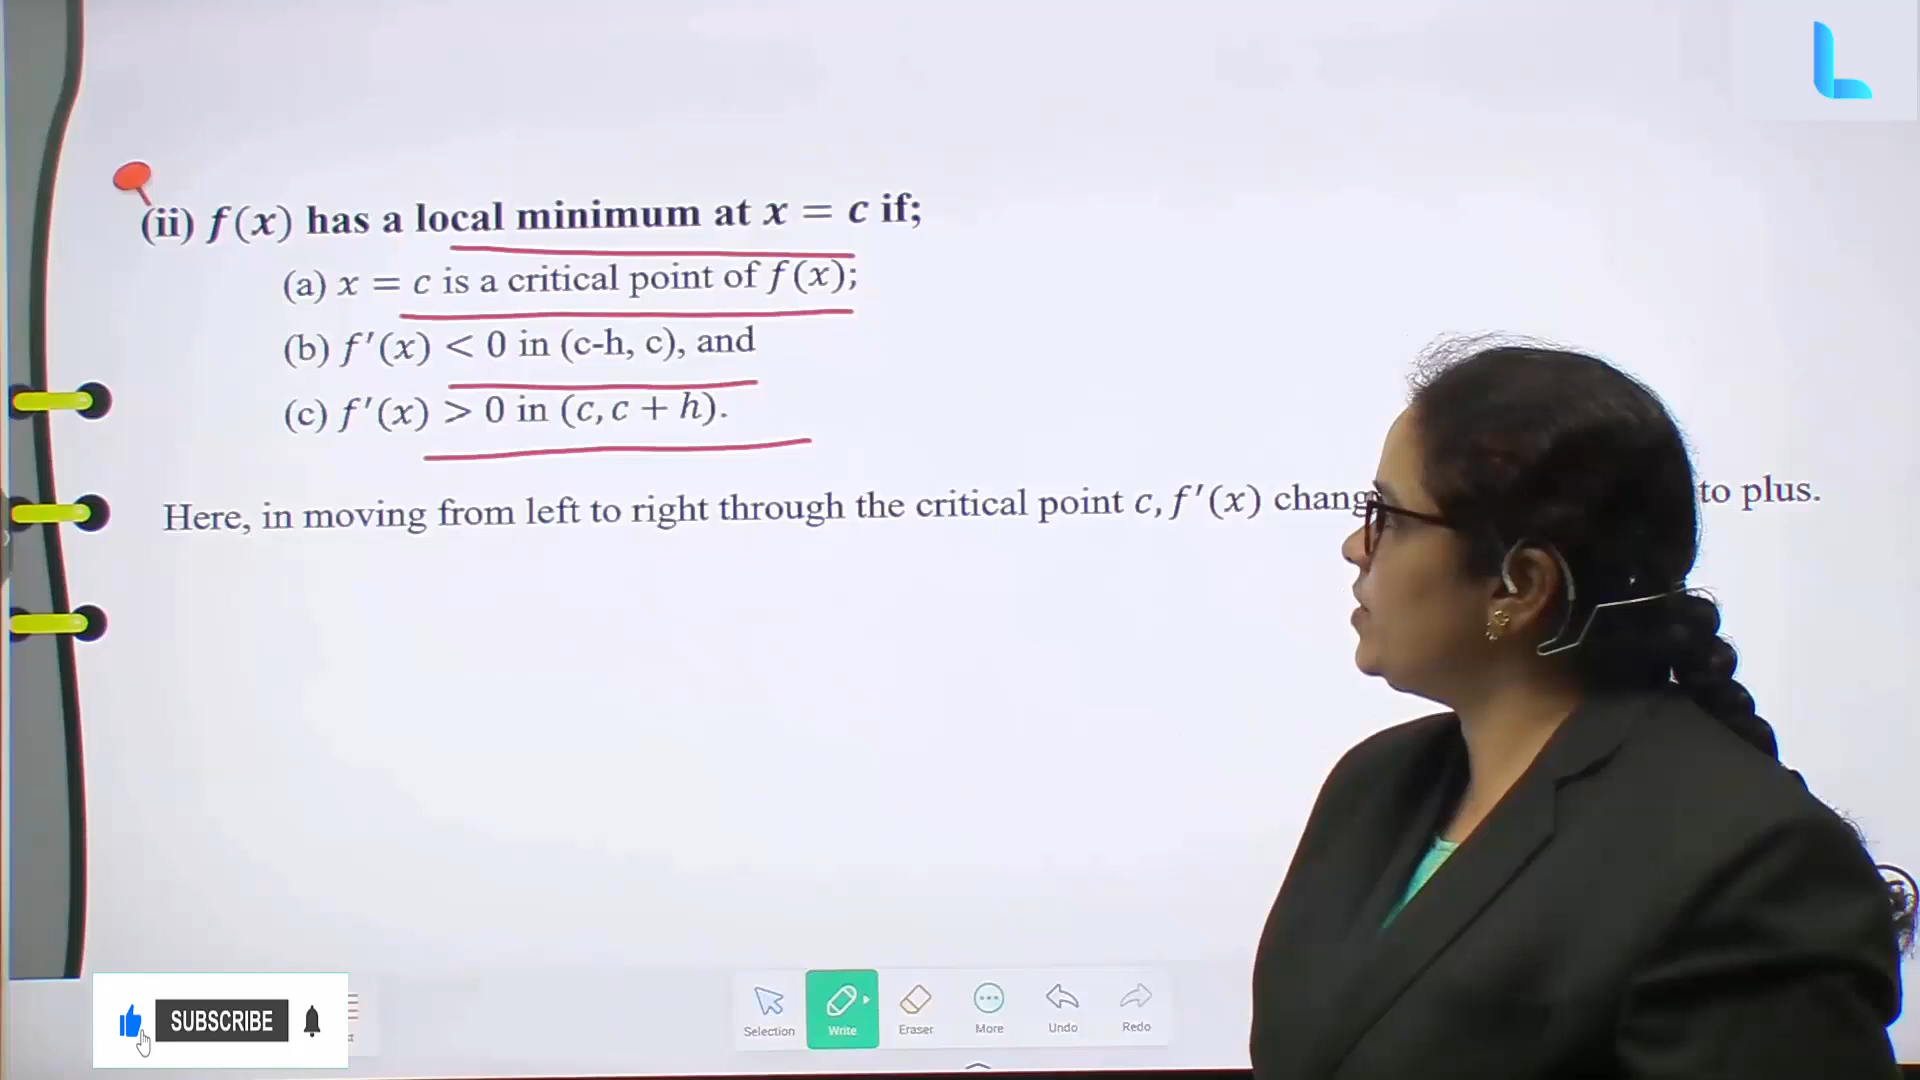 (ii) f(x) has a local minimum at x = c if;
(a) x = c is a critical point of f(x);
(b) f'(x) < 0 in (c-h, c), and
(c) f'(x) > 0 in (c, c + h).
Here, in moving from left to right through the critical point c, f'(x) to plus.
SUBSCRIBE
Selection
Write
Eraser
More
Undo
Redo